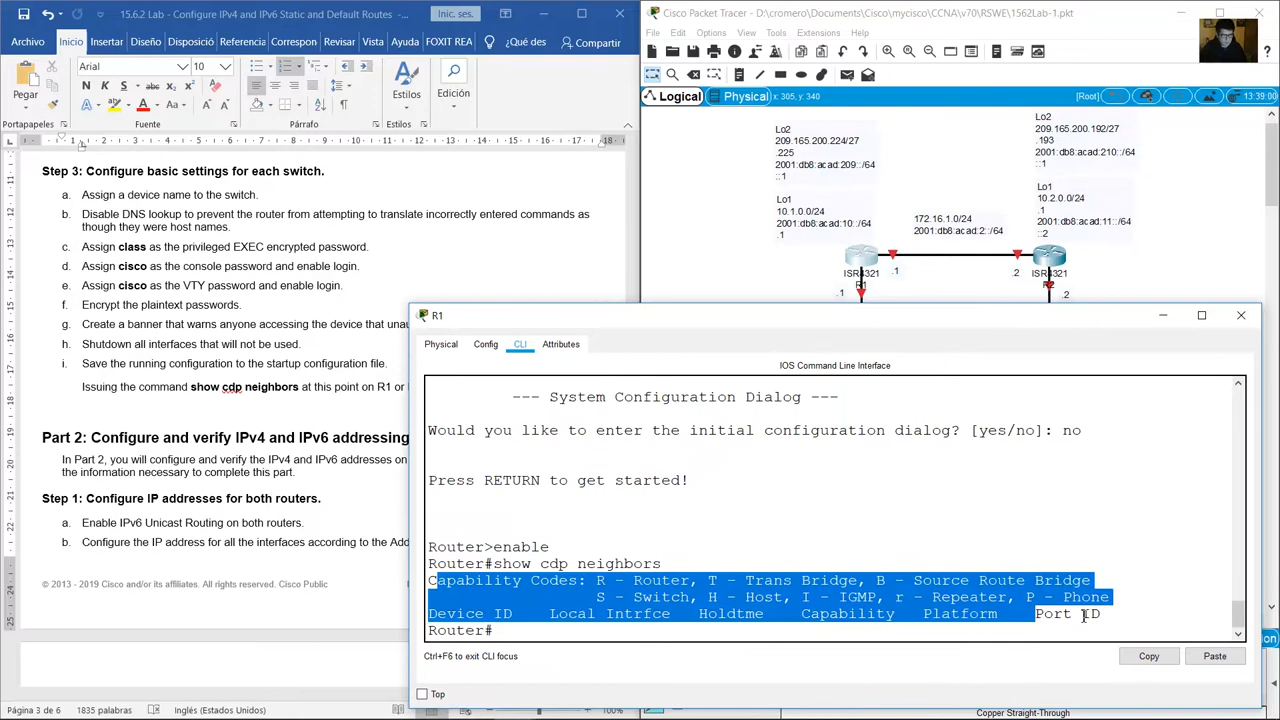 15.6.2 Lab - Configure IPv4 and IPv6 Static and Default Routes
Archivo Inicio Insertar Diseño Disposició Referencia Correspon Revisar Vista Ayuda FOXIT REA ¿Qué des Compartir
Arial 10
Pegar
Estilos
Edición
Portapapeles Fuente Párrafo Estilos
Step 3: Configure basic settings for each switch.
a. Assign a device name to the switch.
b. Disable DNS lookup to prevent the router from attempting to translate incorrectly entered commands as
though they were host names.
c. Assign class as the privileged EXEC encrypted password.
d. Assign cisco as the console password and enable login.
e. Assign cisco as the VTY password and enable login.
f. Encrypt the plaintext passwords.
g. Create a banner that warns anyone accessing the device that unau
h. Shutdown all interfaces that will not be used.
i. Save the running configuration to the startup configuration file.
Issuing the command show cdp neighbors at this point on R1 or
Part 2: Configure and verify IPv4 and IPv6 addressing
In Part 2, you will configure and verify the IPv4 and IPv6 addresses on
the information necessary to complete this part.
Step 1: Configure IP addresses for both routers.
a. Enable IPv6 Unicast Routing on both routers.
b. Configure the IP address for all the interfaces according to the Add
© 2013 - 2019 Cisco and/or its affiliates. All rights reserved. Cisco Public
Página 3 de 6 1835 palabras Inglés (Estados Unidos) 100%
Cisco Packet Tracer - D:\cromero\Documents\Cisco\mycisco\CCNA\v70\RSWE\1562Lab-1.pkt
File Edit Options View Tools Extensions Help
Logical Physical x: 305, y: 340 [Root] 13:39:00
Lo2
209.165.200.224/27
.225
2001:db8:acad:209::/64
::1
Lo1
10.1.0.0/24
2001:db8:acad:10::/64
.1
172.16.1.0/24
2001:db8:acad:2::/64
Lo2
209.165.200.192/27
.193
2001:db8:acad:210::/64
::1
Lo1
10.2.0.0/24
.1
2001:db8:acad:11::/64
::2
ISR4321
R1
.1
.2
ISR4321
R2
.1
.2
R1
Physical Config CLI Attributes
IOS Command Line Interface
--- System Configuration Dialog ---
Would you like to enter the initial configuration dialog? [yes/no]: no
Press RETURN to get started!
Router>enable
Router#show cdp neighbors
Capability Codes: R - Router, T - Trans Bridge, B - Source Route Bridge
S - Switch, H - Host, I - IGMP, r - Repeater, P - Phone
Device ID Local Intrfce Holdtme Capability Platform Port ID
Router#
Ctrl+F6 to exit CLI focus
Copy Paste
Top
Copper Straight-Through